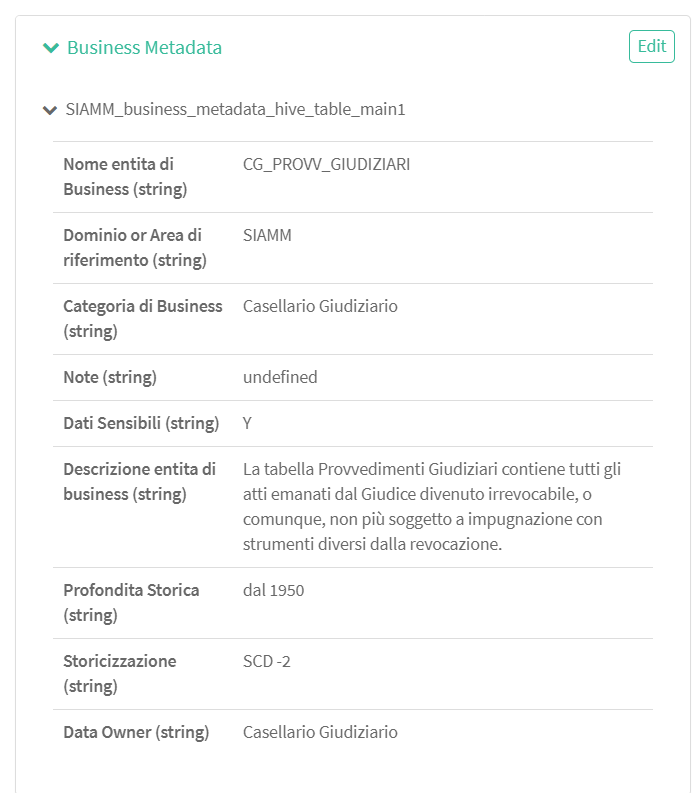 Business Metadata
Edit
SIAMM_business_metadata_hive_table_main1
Nome entita di
Business (string)
CG_PROVV_GIUDIZIARI
Dominio or Area di
riferimento (string)
SIAMM
Categoria di Business
(string)
Casellario Giudiziario
Note (string)
undefined
Dati Sensibili (string)
Y
Descrizione entita di
business (string)
La tabella Provvedimenti Giudiziari contiene tutti gli
atti emanati dal Giudice divenuto irrevocabile, o
comunque, non più soggetto a impugnazione con
strumenti diversi dalla revocazione.
Profondita Storica
(string)
dal 1950
Storicizzazione
(string)
SCD -2
Data Owner (string)
Casellario Giudiziario